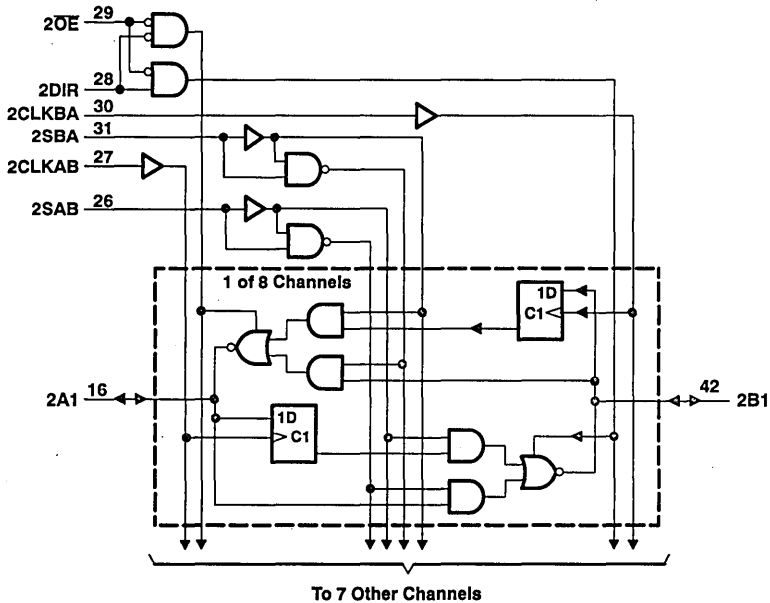 2O̅E̅ 29
2DIR 28
2CLKBA 30
2SBA 31
2CLKAB 27
2SAB 26
1 of 8 Channels
1D
C1
2A1 16
42 2B1
1D
C1
To 7 Other Channels